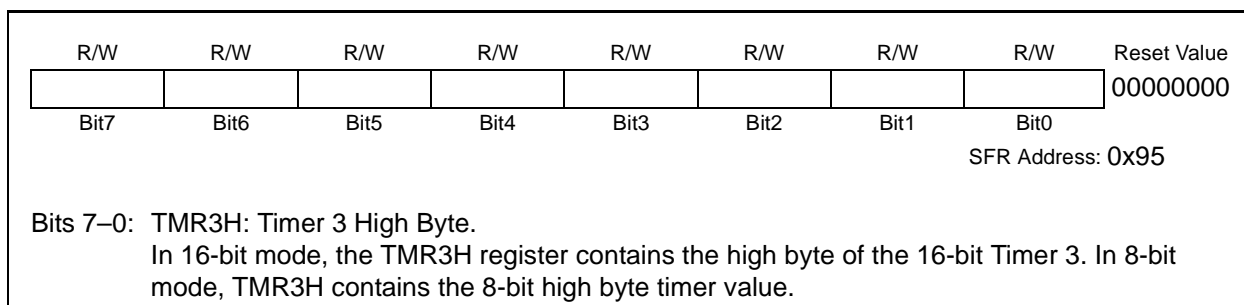 R/W R/W R/W R/W R/W R/W R/W R/W Reset Value
00000000
Bit7 Bit6 Bit5 Bit4 Bit3 Bit2 Bit1 Bit0
SFR Address: 0x95
Bits 7–0: TMR3H: Timer 3 High Byte.
In 16-bit mode, the TMR3H register contains the high byte of the 16-bit Timer 3. In 8-bit
mode, TMR3H contains the 8-bit high byte timer value.